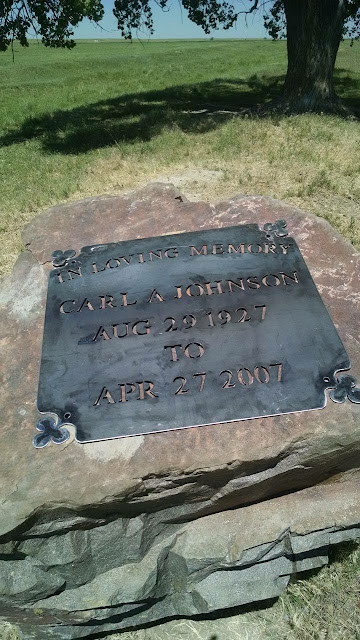 IN LOVING MEMORY
CARL A JOHNSON
AUG 29 1927
TO
APR 27 2007